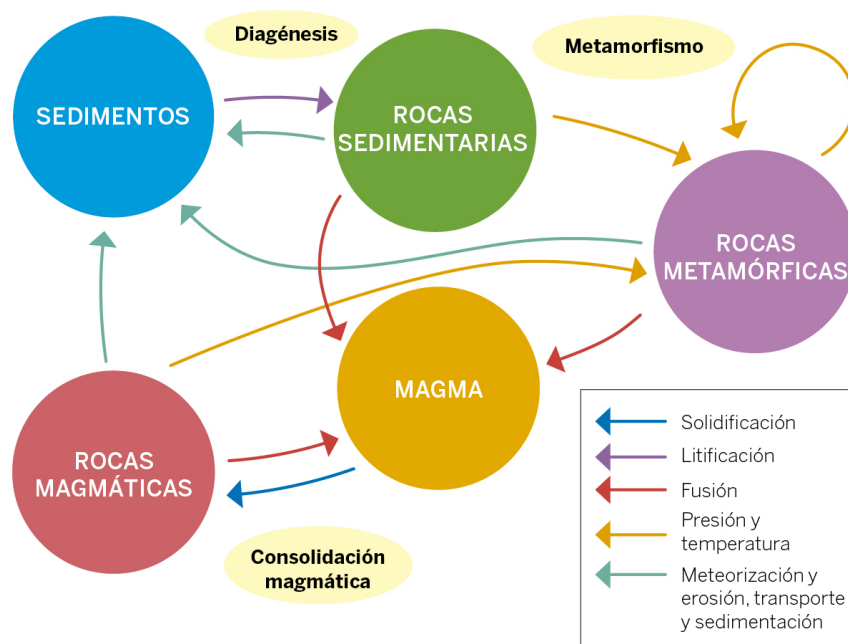 Diagénesis
Metamorfismo
SEDIMENTOS
ROCAS
SEDIMENTARIAS
ROCAS
METAMÓRFICAS
MAGMA
ROCAS
MAGMÁTICAS
Consolidación
magmática
Solidificación
Litificación
Fusión
Presión y
temperatura
Meteorización y
erosión, transporte
y sedimentación